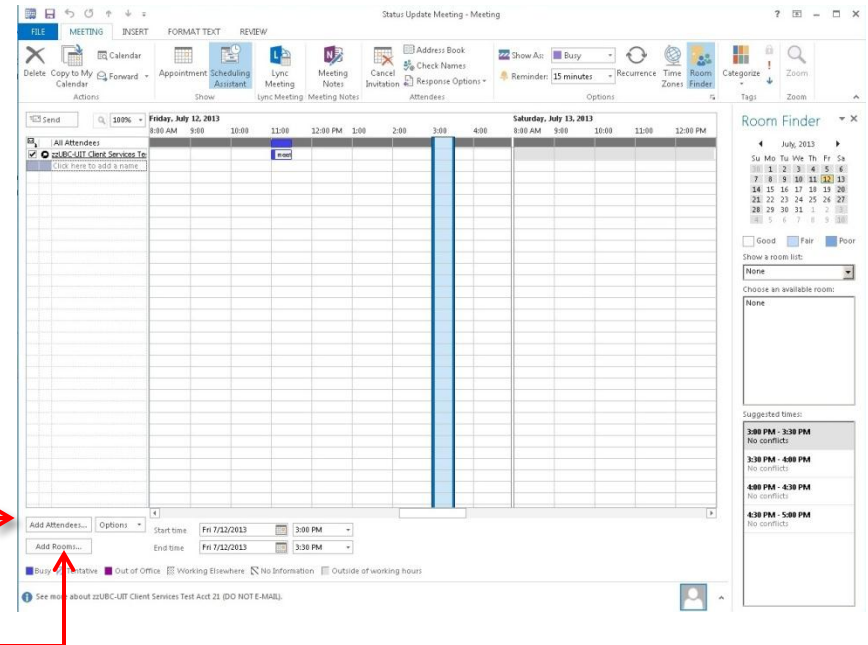 Status Update Meeting - Meeting
FILE MEETING INSERT FORMAT TEXT REVIEW
Delete
Copy to My Calendar
Calendar
Forward
Actions
Appointment
Scheduling Assistant
Show
Lync Meeting
Lync Meeting
Meeting Notes
Meeting Notes
Cancel Invitation
Address Book
Check Names
Response Options
Attendees
Show As: Busy
Reminder: 15 minutes
Recurrence
Time Zones
Room Finder
Options
Categorize
Tags
Zoom
Zoom
Send 100%
Friday, July 12, 2013 Saturday, July 13, 2013
8:00 AM 9:00 10:00 11:00 12:00 PM 1:00 2:00 3:00 4:00 8:00 AM 9:00 10:00 11:00 12:00 PM
All Attendees
zzUBC-UIT Client Services Te
Click here to add a name
Add Attendees... Options
Start time Fri 7/12/2013 3:00 PM
Add Rooms...
End time Fri 7/12/2013 3:30 PM
Busy Tentative Out of Office Working Elsewhere No Information Outside of working hours
See more about zzUBC-UIT Client Services Test Acct 21 (DO NOT E-MAIL).
Room Finder
July, 2013
Su Mo Tu We Th Fr Sa
30 1 2 3 4 5 6
7 8 9 10 11 12 13
14 15 16 17 18 19 20
21 22 23 24 25 26 27
28 29 30 31 1 2 3
4 5 6 7 8 9 10
Good Fair Poor
Show a room list:
None
Choose an available room:
None
Suggested times:
3:00 PM - 3:30 PM
No conflicts
3:30 PM - 4:00 PM
No conflicts
4:00 PM - 4:30 PM
No conflicts
4:30 PM - 5:00 PM
No conflicts